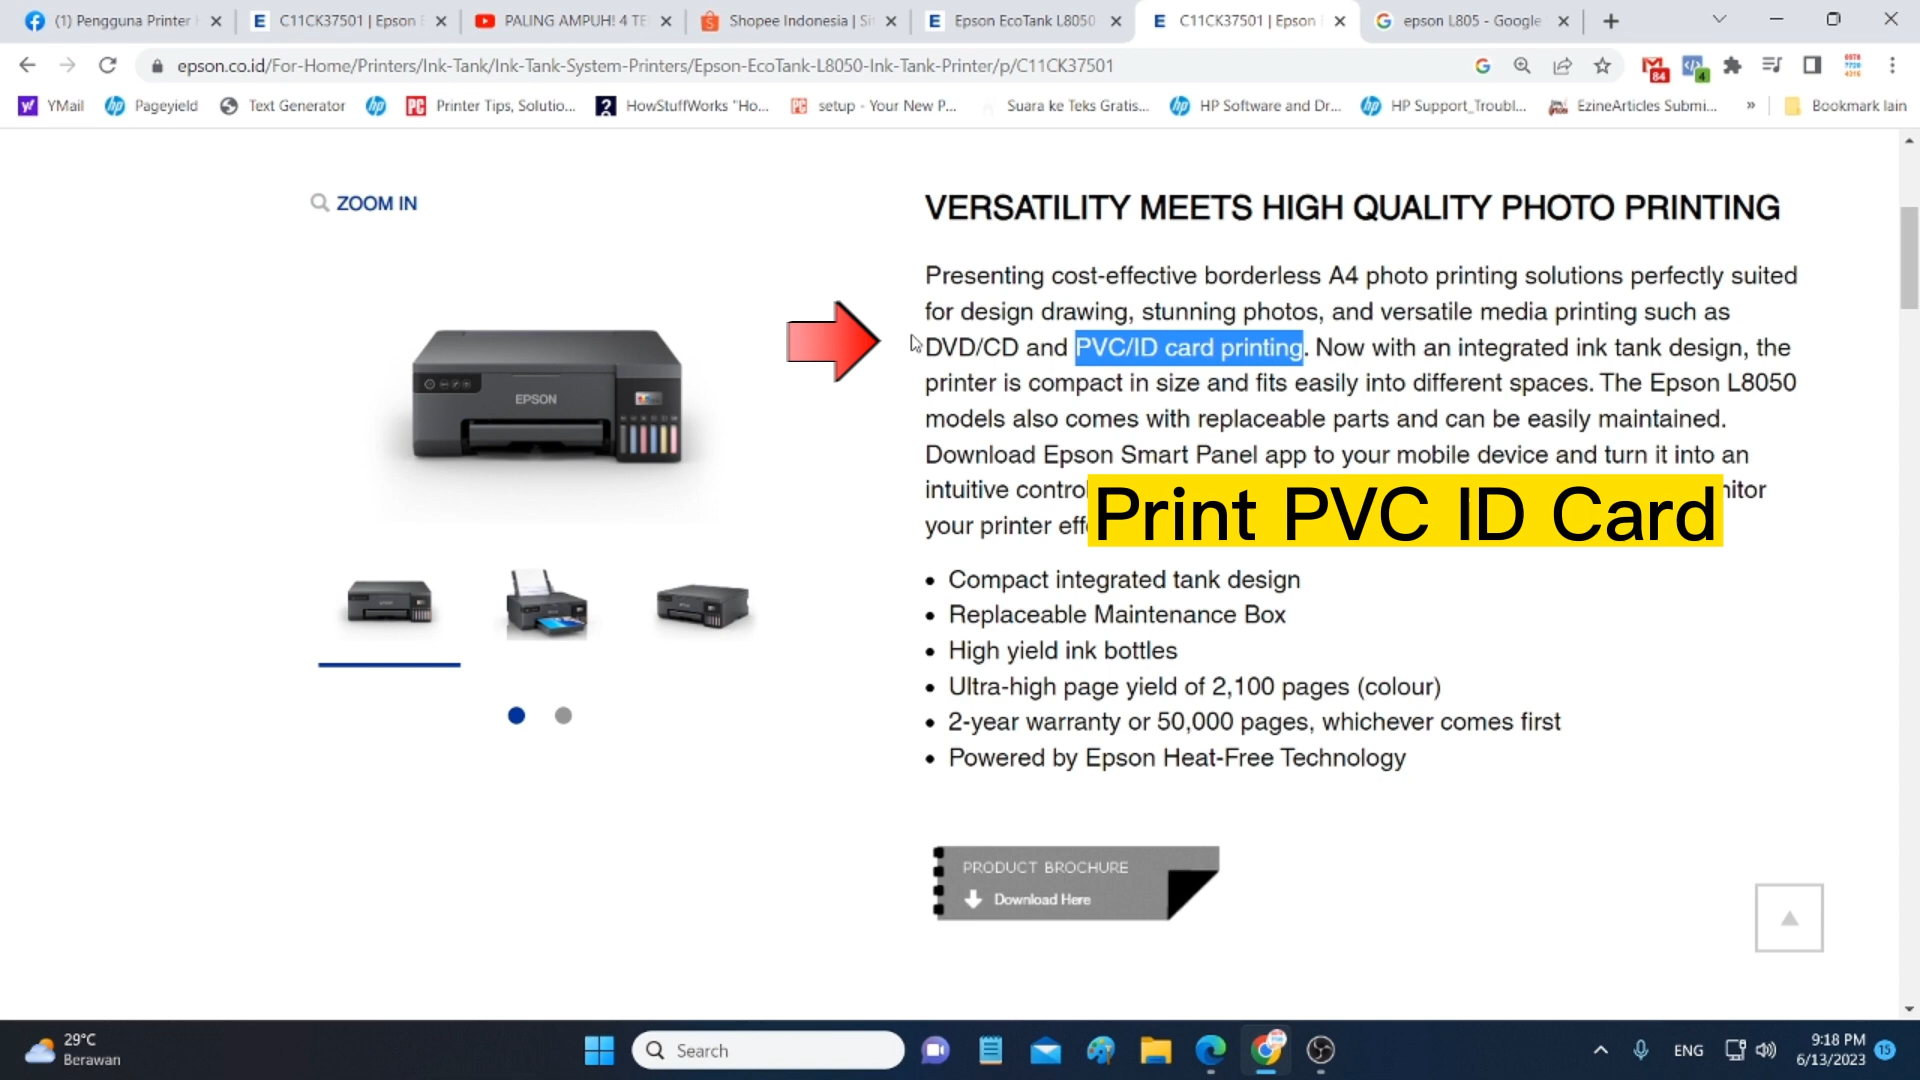 (1) Pengguna Printer
C11CK37501 | Epson
PALING AMPUH! 4 TE
Shopee Indonesia | Si
Epson EcoTank L8050
C11CK37501 | Epson
epson L805 - Google
epson.co.id/For-Home/Printers/Ink-Tank/Ink-Tank-System-Printers/Epson-EcoTank-L8050-Ink-Tank-Printer/p/C11CK37501
84
4
YMail
Pageyield
Text Generator
Printer Tips, Solutio...
HowStuffWorks "Ho...
setup - Your New P...
Suara ke Teks Gratis...
HP Software and Dr...
HP Support_Troubl...
EzineArticles Submi...
»
Bookmark lain
ZOOM IN
EPSON
VERSATILITY MEETS HIGH QUALITY PHOTO PRINTING
Presenting cost-effective borderless A4 photo printing solutions perfectly suited
for design drawing, stunning photos, and versatile media printing such as
DVD/CD and PVC/ID card printing. Now with an integrated ink tank design, the
printer is compact in size and fits easily into different spaces. The Epson L8050
models also comes with replaceable parts and can be easily maintained.
Download Epson Smart Panel app to your mobile device and turn it into an
intuitive contro nitor
your printer eff
Print PVC ID Card
• Compact integrated tank design
• Replaceable Maintenance Box
• High yield ink bottles
• Ultra-high page yield of 2,100 pages (colour)
• 2-year warranty or 50,000 pages, whichever comes first
• Powered by Epson Heat-Free Technology
PRODUCT BROCHURE
Download Here
29°C
Berawan
Search
ENG
9:18 PM
6/13/2023
15